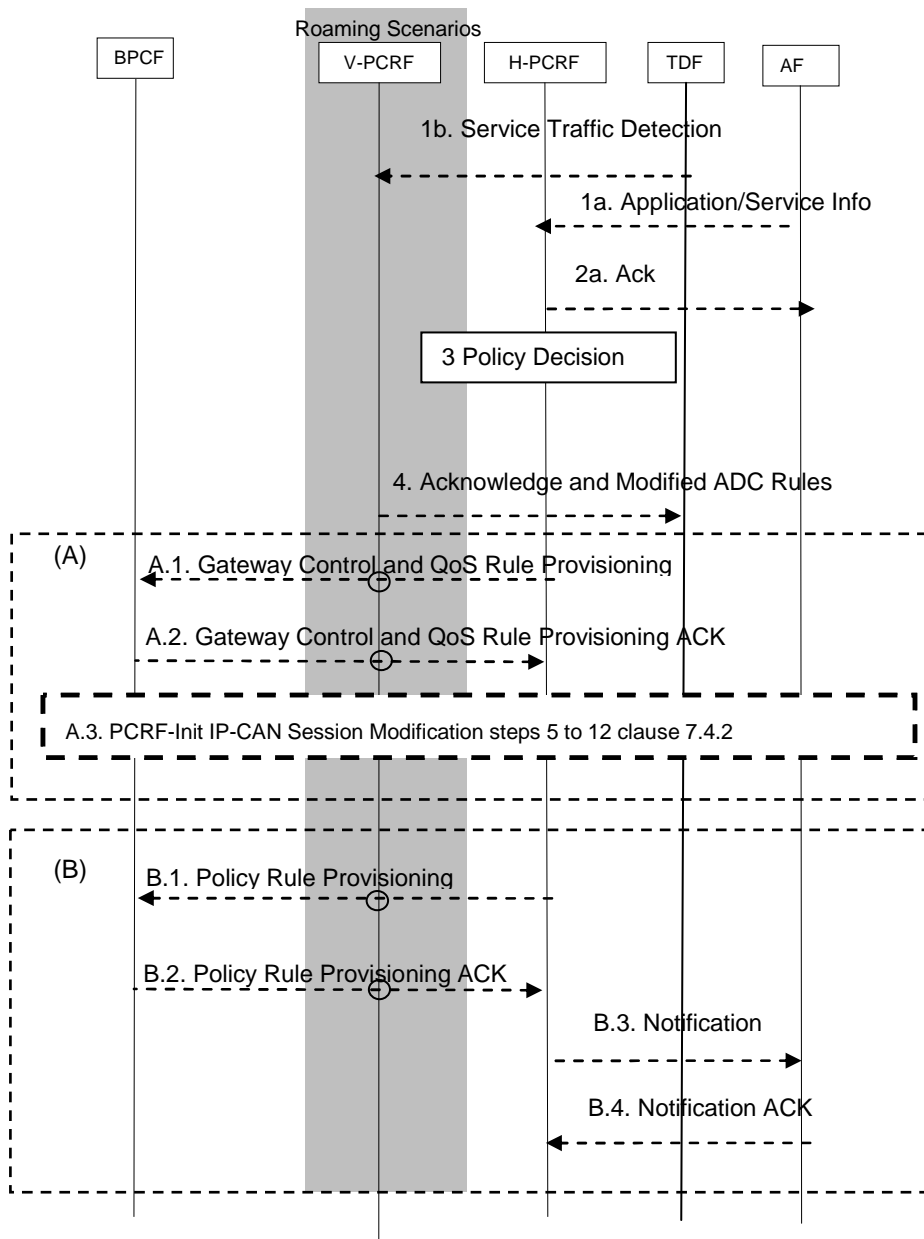 Roaming Scenarios
BPCF
V-PCRF
H-PCRF
TDF
AF
1b. Service Traffic Detection
1a. Application/Service Info
2a. Ack
3 Policy Decision
4. Acknowledge and Modified ADC Rules
(A)
A.1. Gateway Control and QoS Rule Provisioning
A.2. Gateway Control and QoS Rule Provisioning ACK
A.3. PCRF-Init IP-CAN Session Modification steps 5 to 12 clause 7.4.2
(B)
B.1. Policy Rule Provisioning
B.2. Policy Rule Provisioning ACK
B.3. Notification
B.4. Notification ACK